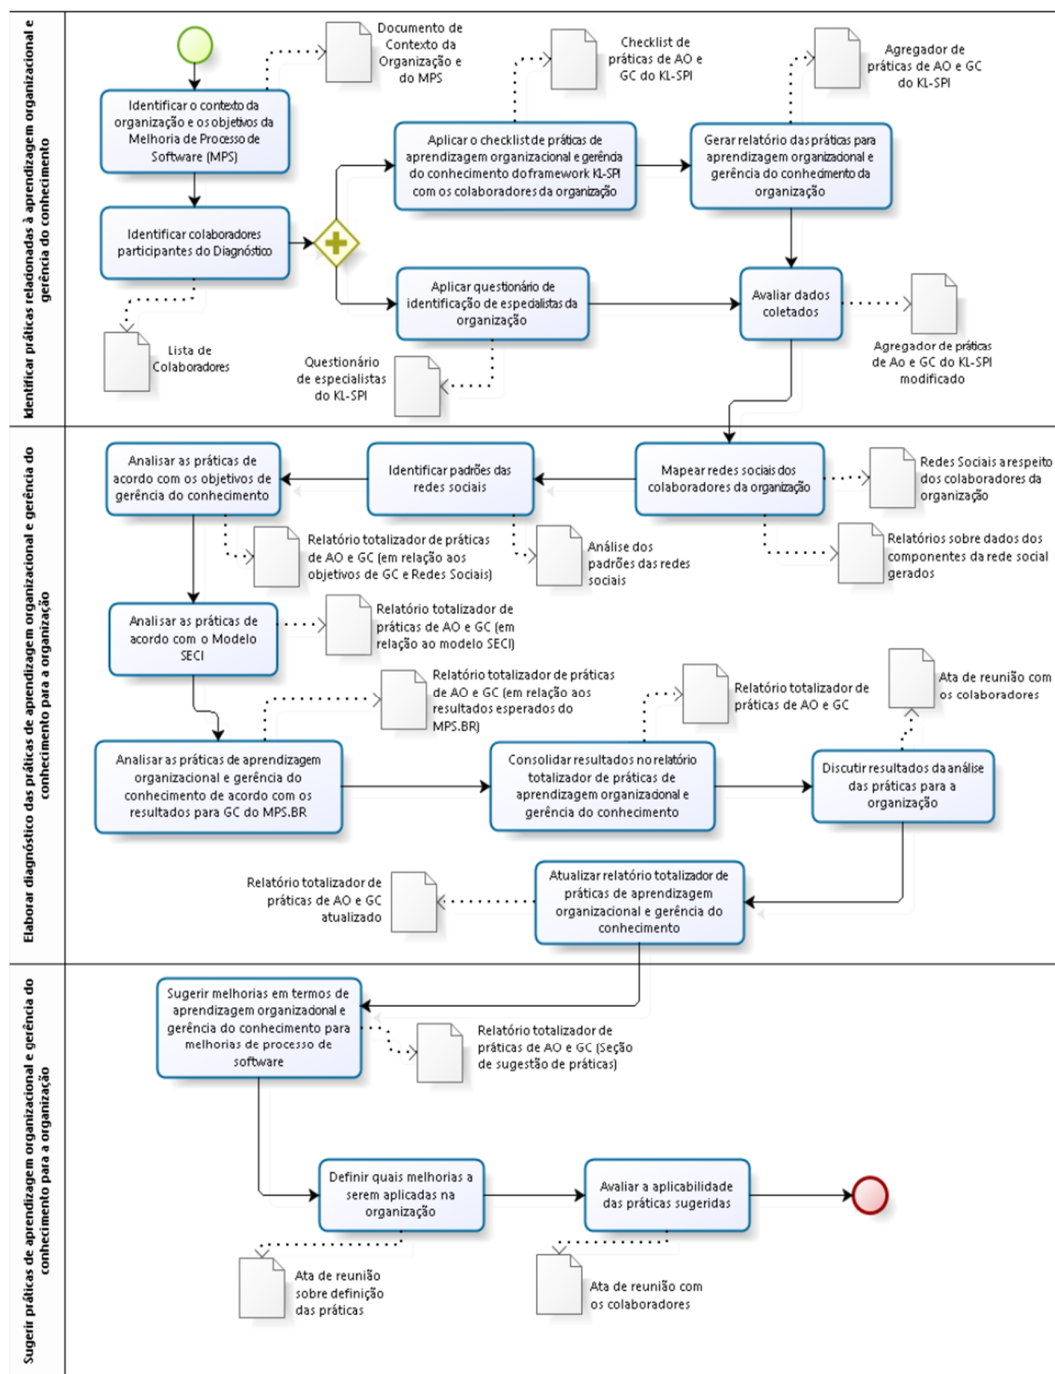 Identificar práticas relacionadas à aprendizagem organizacional e
gerência do conhecimento
Documento de
Contexto da
Organização e
do MPS
Checklist de
práticas de AO e
GC do KL-SPI
Agregador de
práticas de AO e GC
do KL-SPI
Identificar o contexto da
organização e os objetivos da
Melhoria de Processo de
Software (MPS)
Aplicar o checklist de práticas de
aprendizagem organizacional e gerência
do conhecimento do framework KL-SPI
com os colaboradores da organização
Gerar relatório das práticas para
aprendizagem organizacional e
gerência do conhecimento da
organização
Identificar colaboradores
participantes do Diagnóstico
Aplicar questionário de
identificação de especialistas da
organização
Avaliar dados
coletados
Lista de
Colaboradores
Questionário
de especialistas
do KL-SPI
Agregador de práticas
de Ao e GC do KL-SPI
modificado
Elaborar diagnóstico das práticas de aprendizagem organizacional e gerência do
conhecimento para a organização
Analisar as práticas de
acordo com os objetivos de
gerência do conhecimento
Identificar padrões das
redes sociais
Mapear redes sociais dos
colaboradores da organização
Redes Sociais a respeito
dos colaboradores da
organização
Relatório totalizador de práticas
de AO e GC (em relação aos
objetivos de GC e Redes Sociais)
Análise dos
padrões das redes
sociais
Relatórios sobre dados dos
componentes da rede social
gerados
Analisar as práticas de
acordo com o Modelo
SECI
Relatório totalizador de
práticas de AO e GC (em
relação ao modelo SECI)
Relatório totalizador de práticas
de AO e GC (em relação aos
resultados esperados do
MPS.BR)
Relatório totalizador de
práticas de AO e GC
Ata de reunião com
os colaboradores
Analisar as práticas de aprendizagem
organizacional e gerência do
conhecimento de acordo com os
resultados para GC do MPS.BR
Consolidar resultados no relatório
totalizador de práticas de
aprendizagem organizacional e
gerência do conhecimento
Discutir resultados da análise
das práticas para a
organização
Relatório totalizador de
práticas de AO e GC
atualizado
Atualizar relatório totalizador de
práticas de aprendizagem
organizacional e gerência do
conhecimento
Sugerir práticas de aprendizagem organizacional e gerência do
conhecimento para a organização
Sugerir melhorias em termos de
aprendizagem organizacional e
gerência do conhecimento para
melhorias de processo de
software
Relatório totalizador de
práticas de AO e GC (Seção
de sugestão de práticas)
Definir quais melhorias a
serem aplicadas na
organização
Avaliar a aplicabilidade
das práticas sugeridas
Ata de reunião
sobre definição
das práticas
Ata de reunião com
os colaboradores